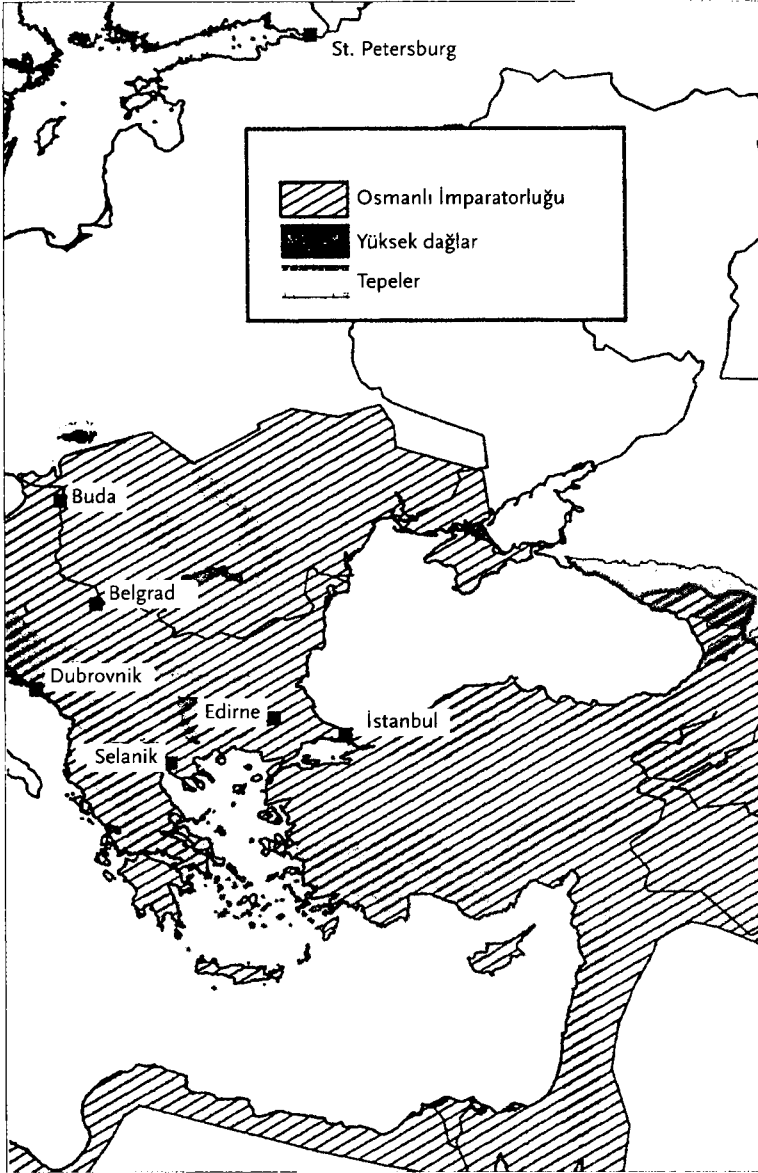 St. Petersburg
Osmanlı İmparatorluğu
Yüksek dağlar
Tepeler
Buda
Belgrad
Dubrovnik
Edirne
İstanbul
Selanik